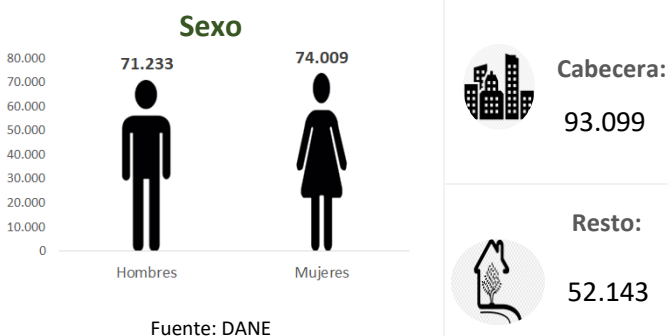 Sexo
80.000
70.000
60.000
50.000
40.000
30.000
20.000
10.000
0
71.233
74.009
Hombres
Mujeres
Fuente: DANE
Cabecera:
93.099
Resto:
52.143